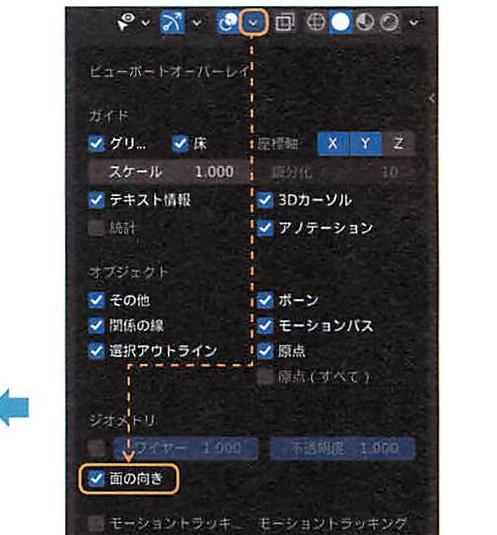 ビューポートオーバーレイ
ガイド
グリ... 床 座標軸 X Y Z
スケール 1.000 細分化 10
テキスト情報 3Dカーソル
統計 アノテーション
オブジェクト
その他 ボーン
関係の線 モーションパス
選択アウトライン 原点
原点(すべて)
ジオメトリ
ワイヤー 1.000 不透明度 1.000
面の向き
モーショントラッキ... モーショントラッキング